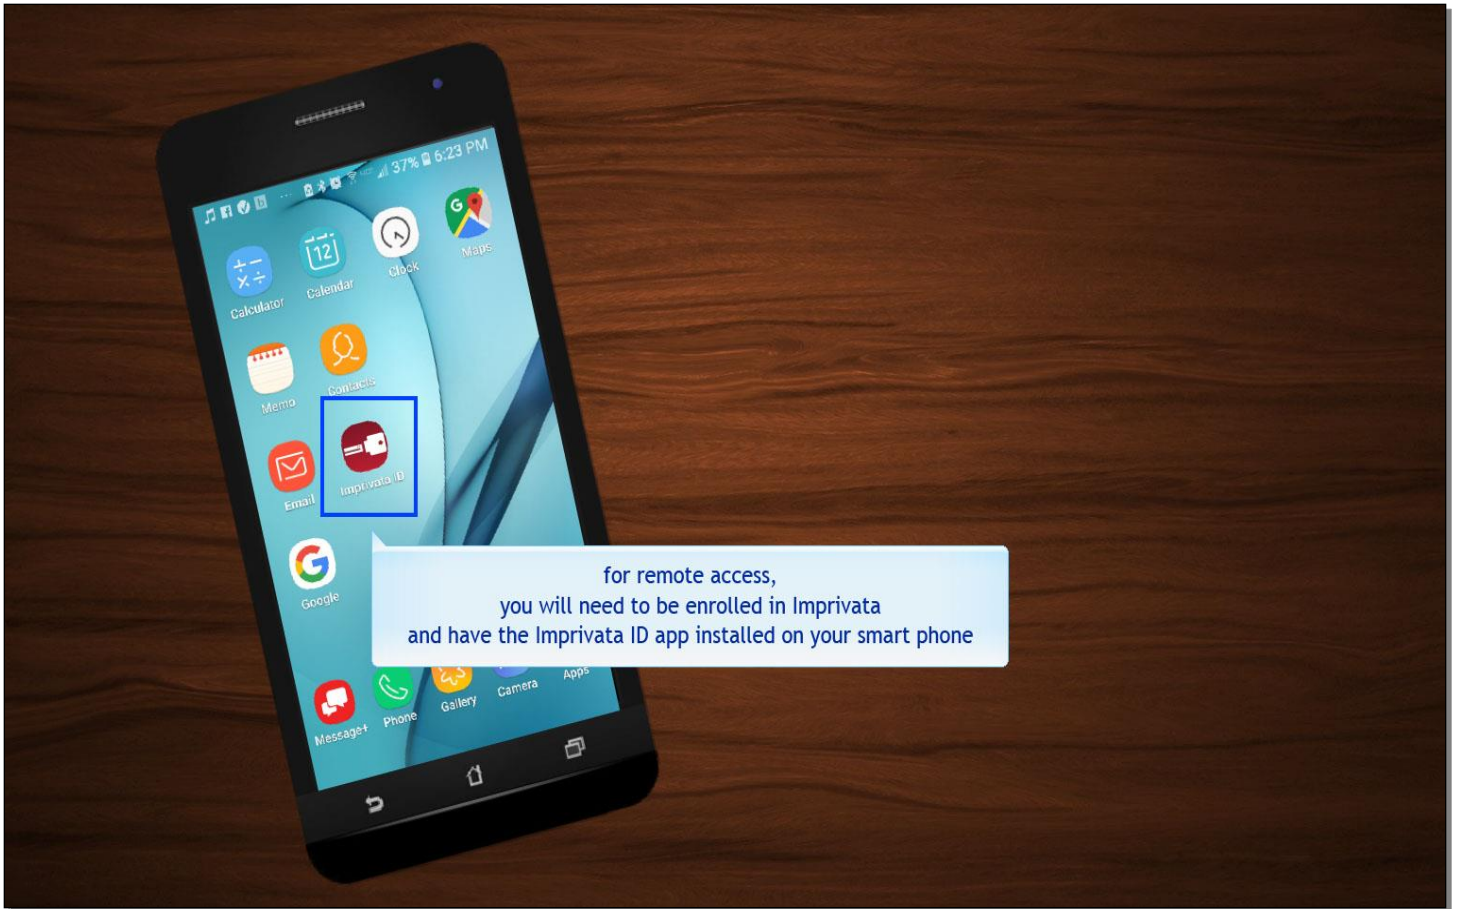 37% 6:23 PM
Calculator
Calendar
12
Clock
Maps
G
Memo
Contacts
Email
Imprivata ID
Google
for remote access,
you will need to be enrolled in Imprivata
and have the Imprivata ID app installed on your smart phone
Message+
Phone
Gallery
Camera
Apps